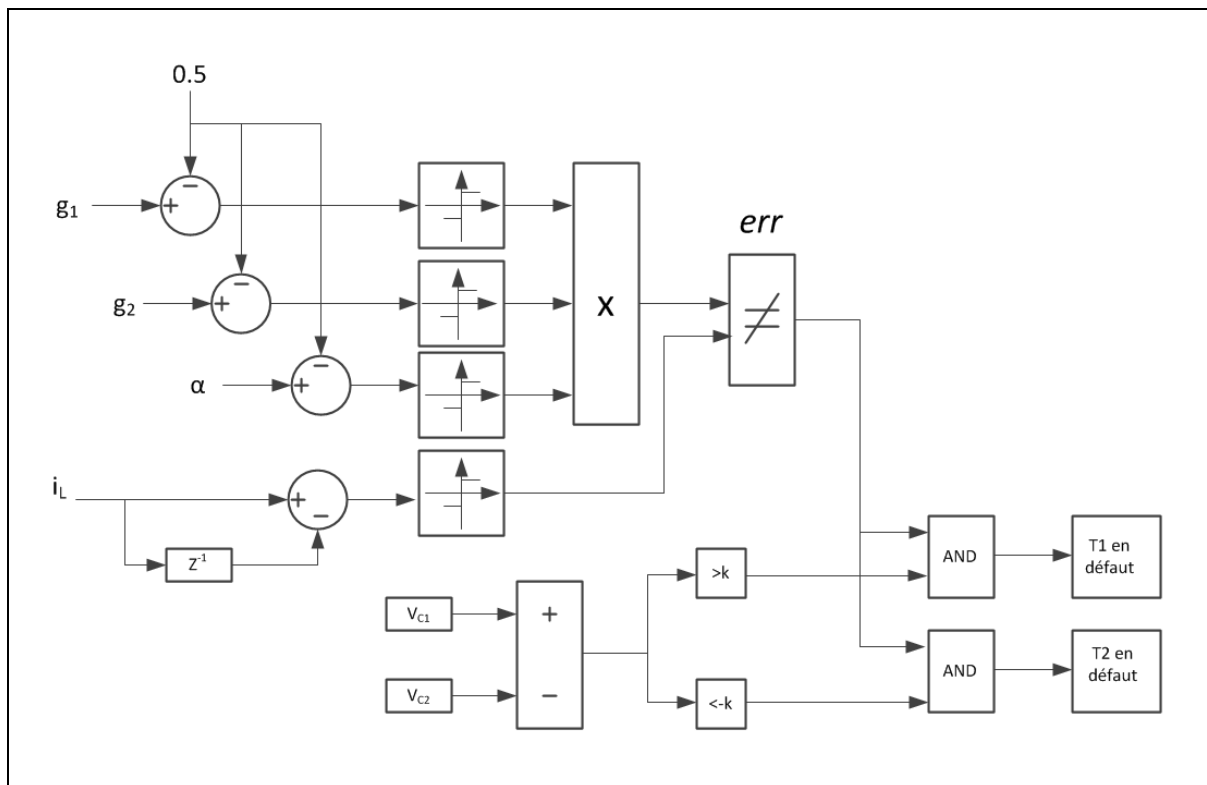 0.5
g1
−
+
g2
−
+
α
−
+
X
err
≠
iL
+
−
Z-1
VC1
VC2
+
−
>k
<-k
AND
T1 en
défaut
AND
T2 en
défaut